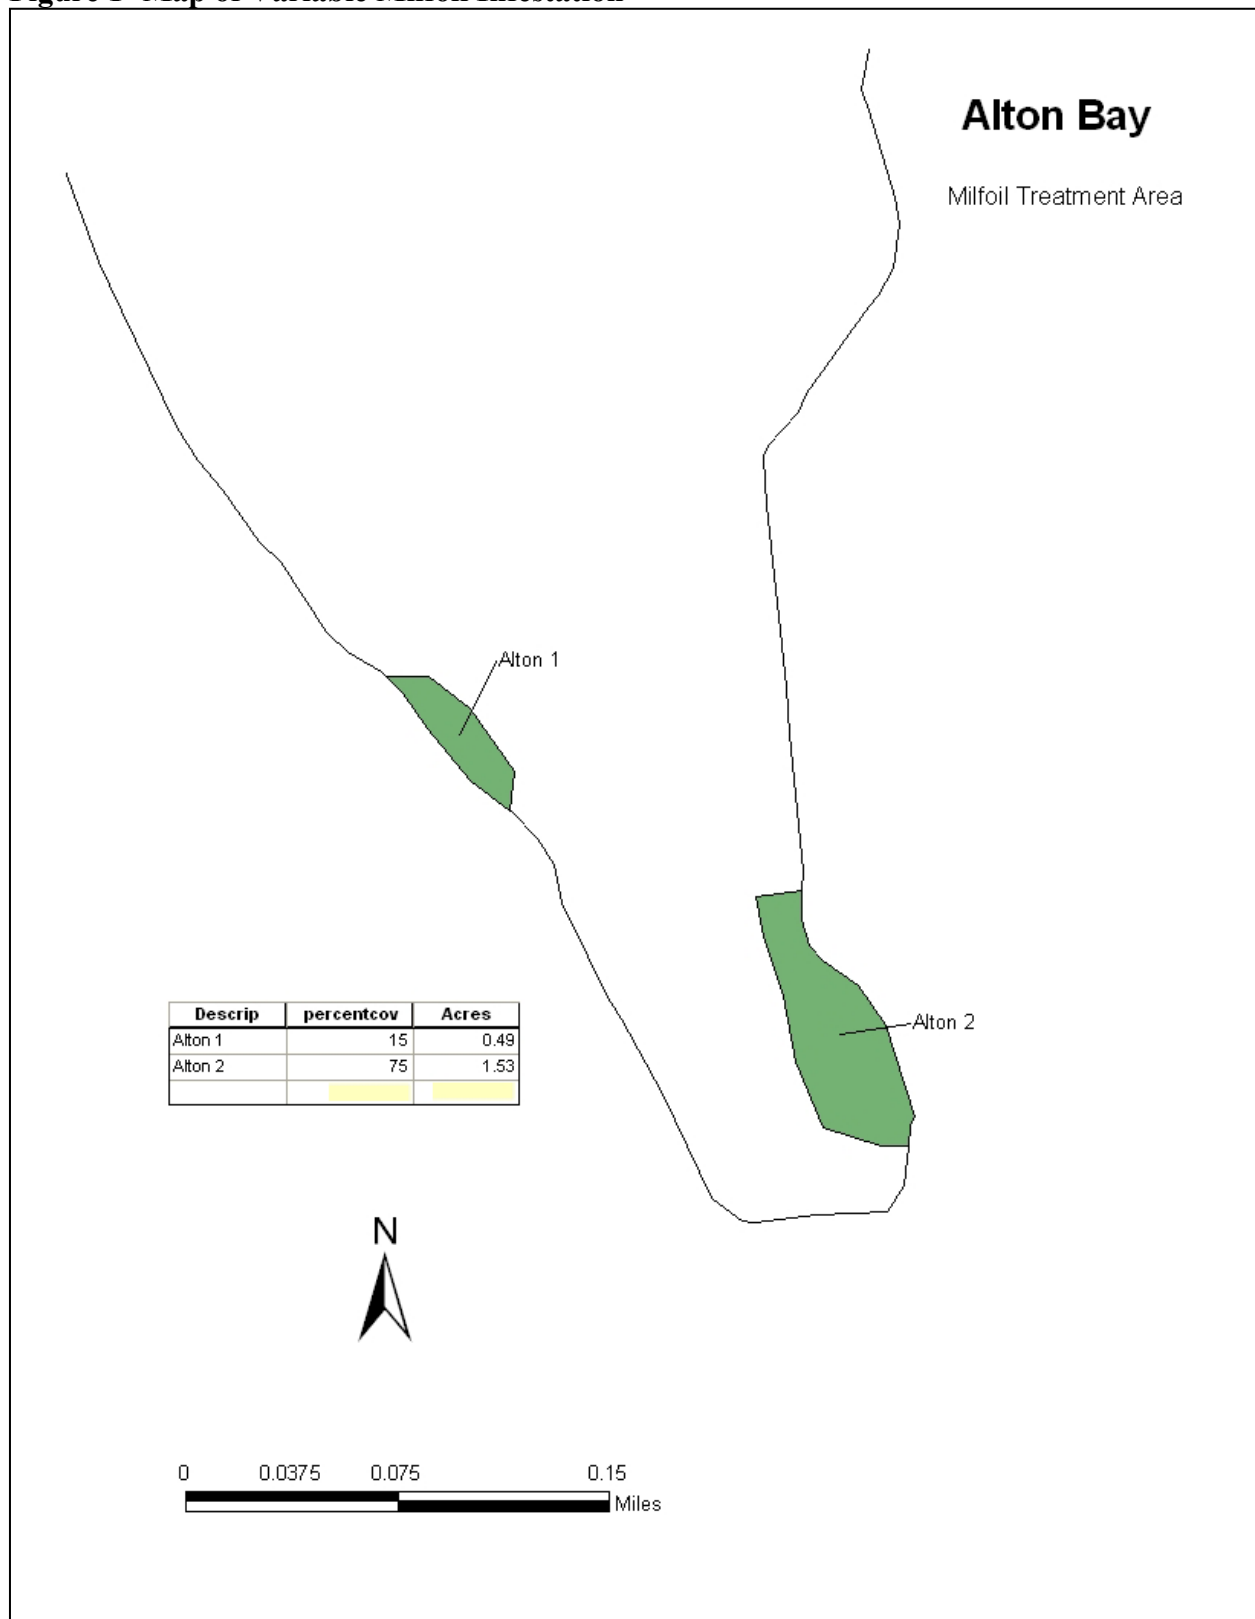 Figure 1 Map of Variable Milfoil Infestation
Alton Bay
Milfoil Treatment Area
Alton 1
Alton 2
Descrip percentcov Acres
Alton 1 15 0.49
Alton 2 75 1.53
N
0 0.0375 0.075 0.15
Miles